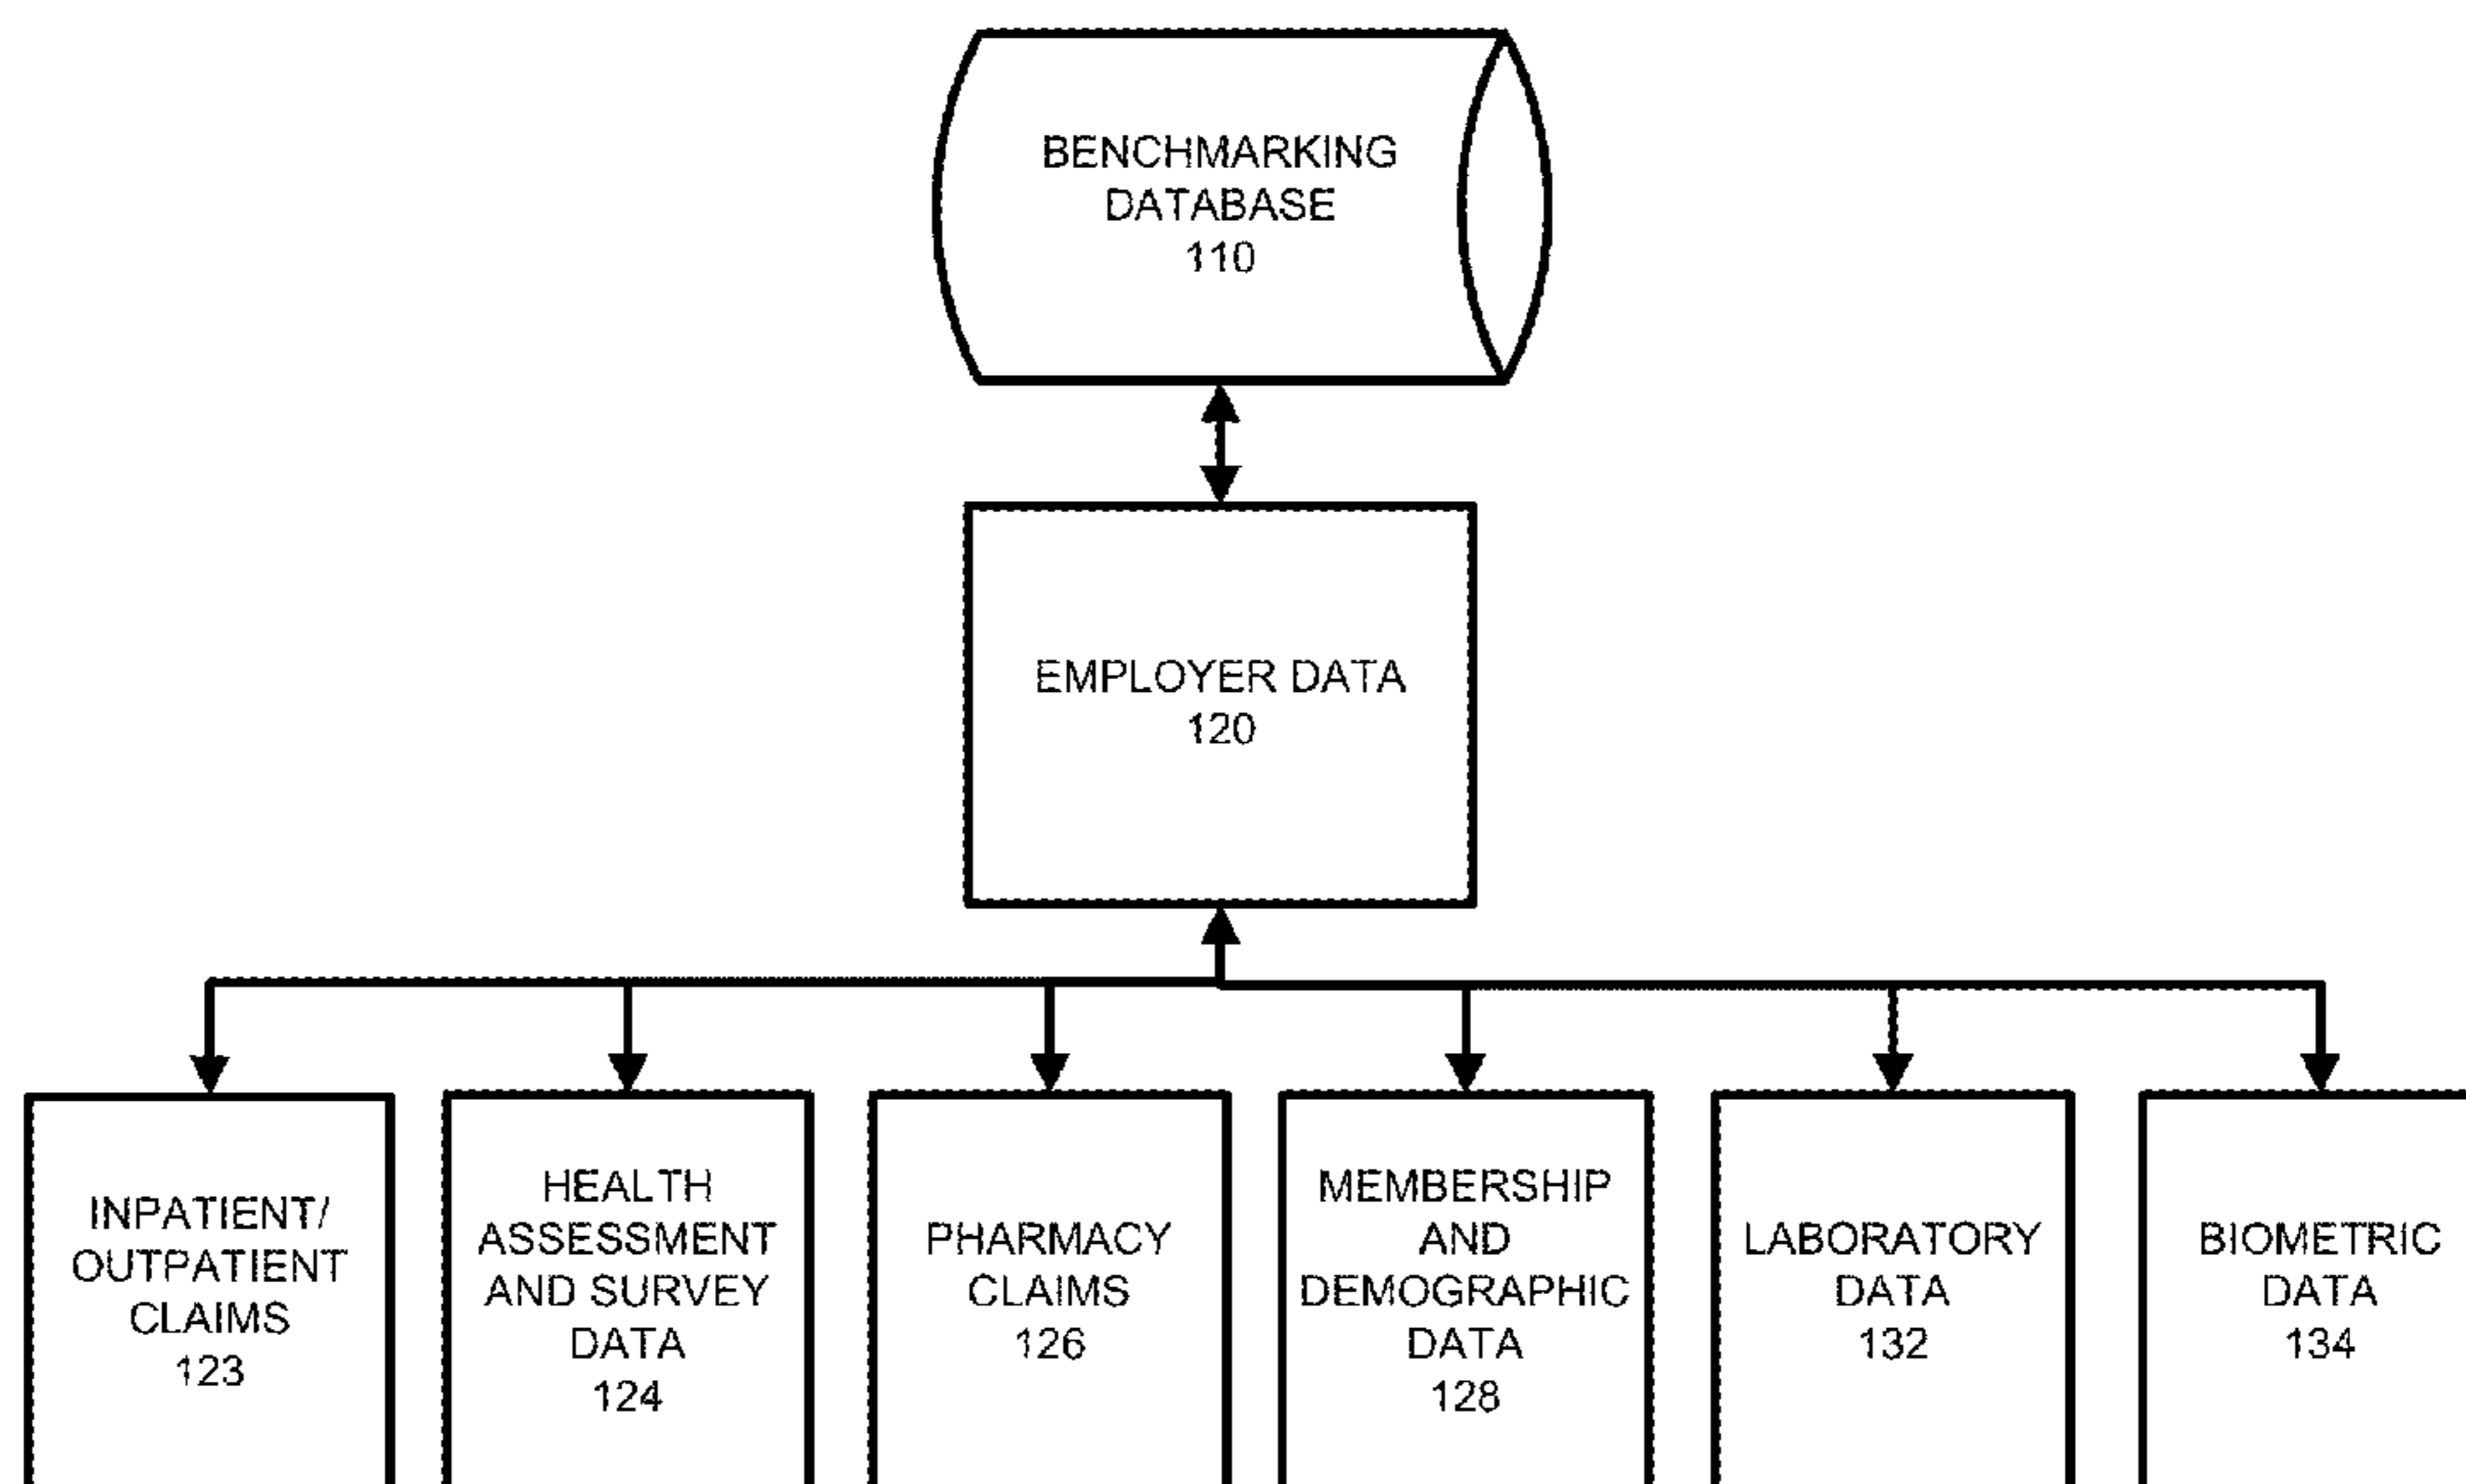 BENCHMARKING
DATABASE
110
EMPLOYER DATA
120
INPATIENT/
OUTPATIENT
CLAIMS
123
HEALTH
ASSESSMENT
AND SURVEY
DATA
124
PHARMACY
CLAIMS
126
MEMBERSHIP
AND
DEMOGRAPHIC
DATA
128
LABORATORY
DATA
132
BIOMETRIC
DATA
134